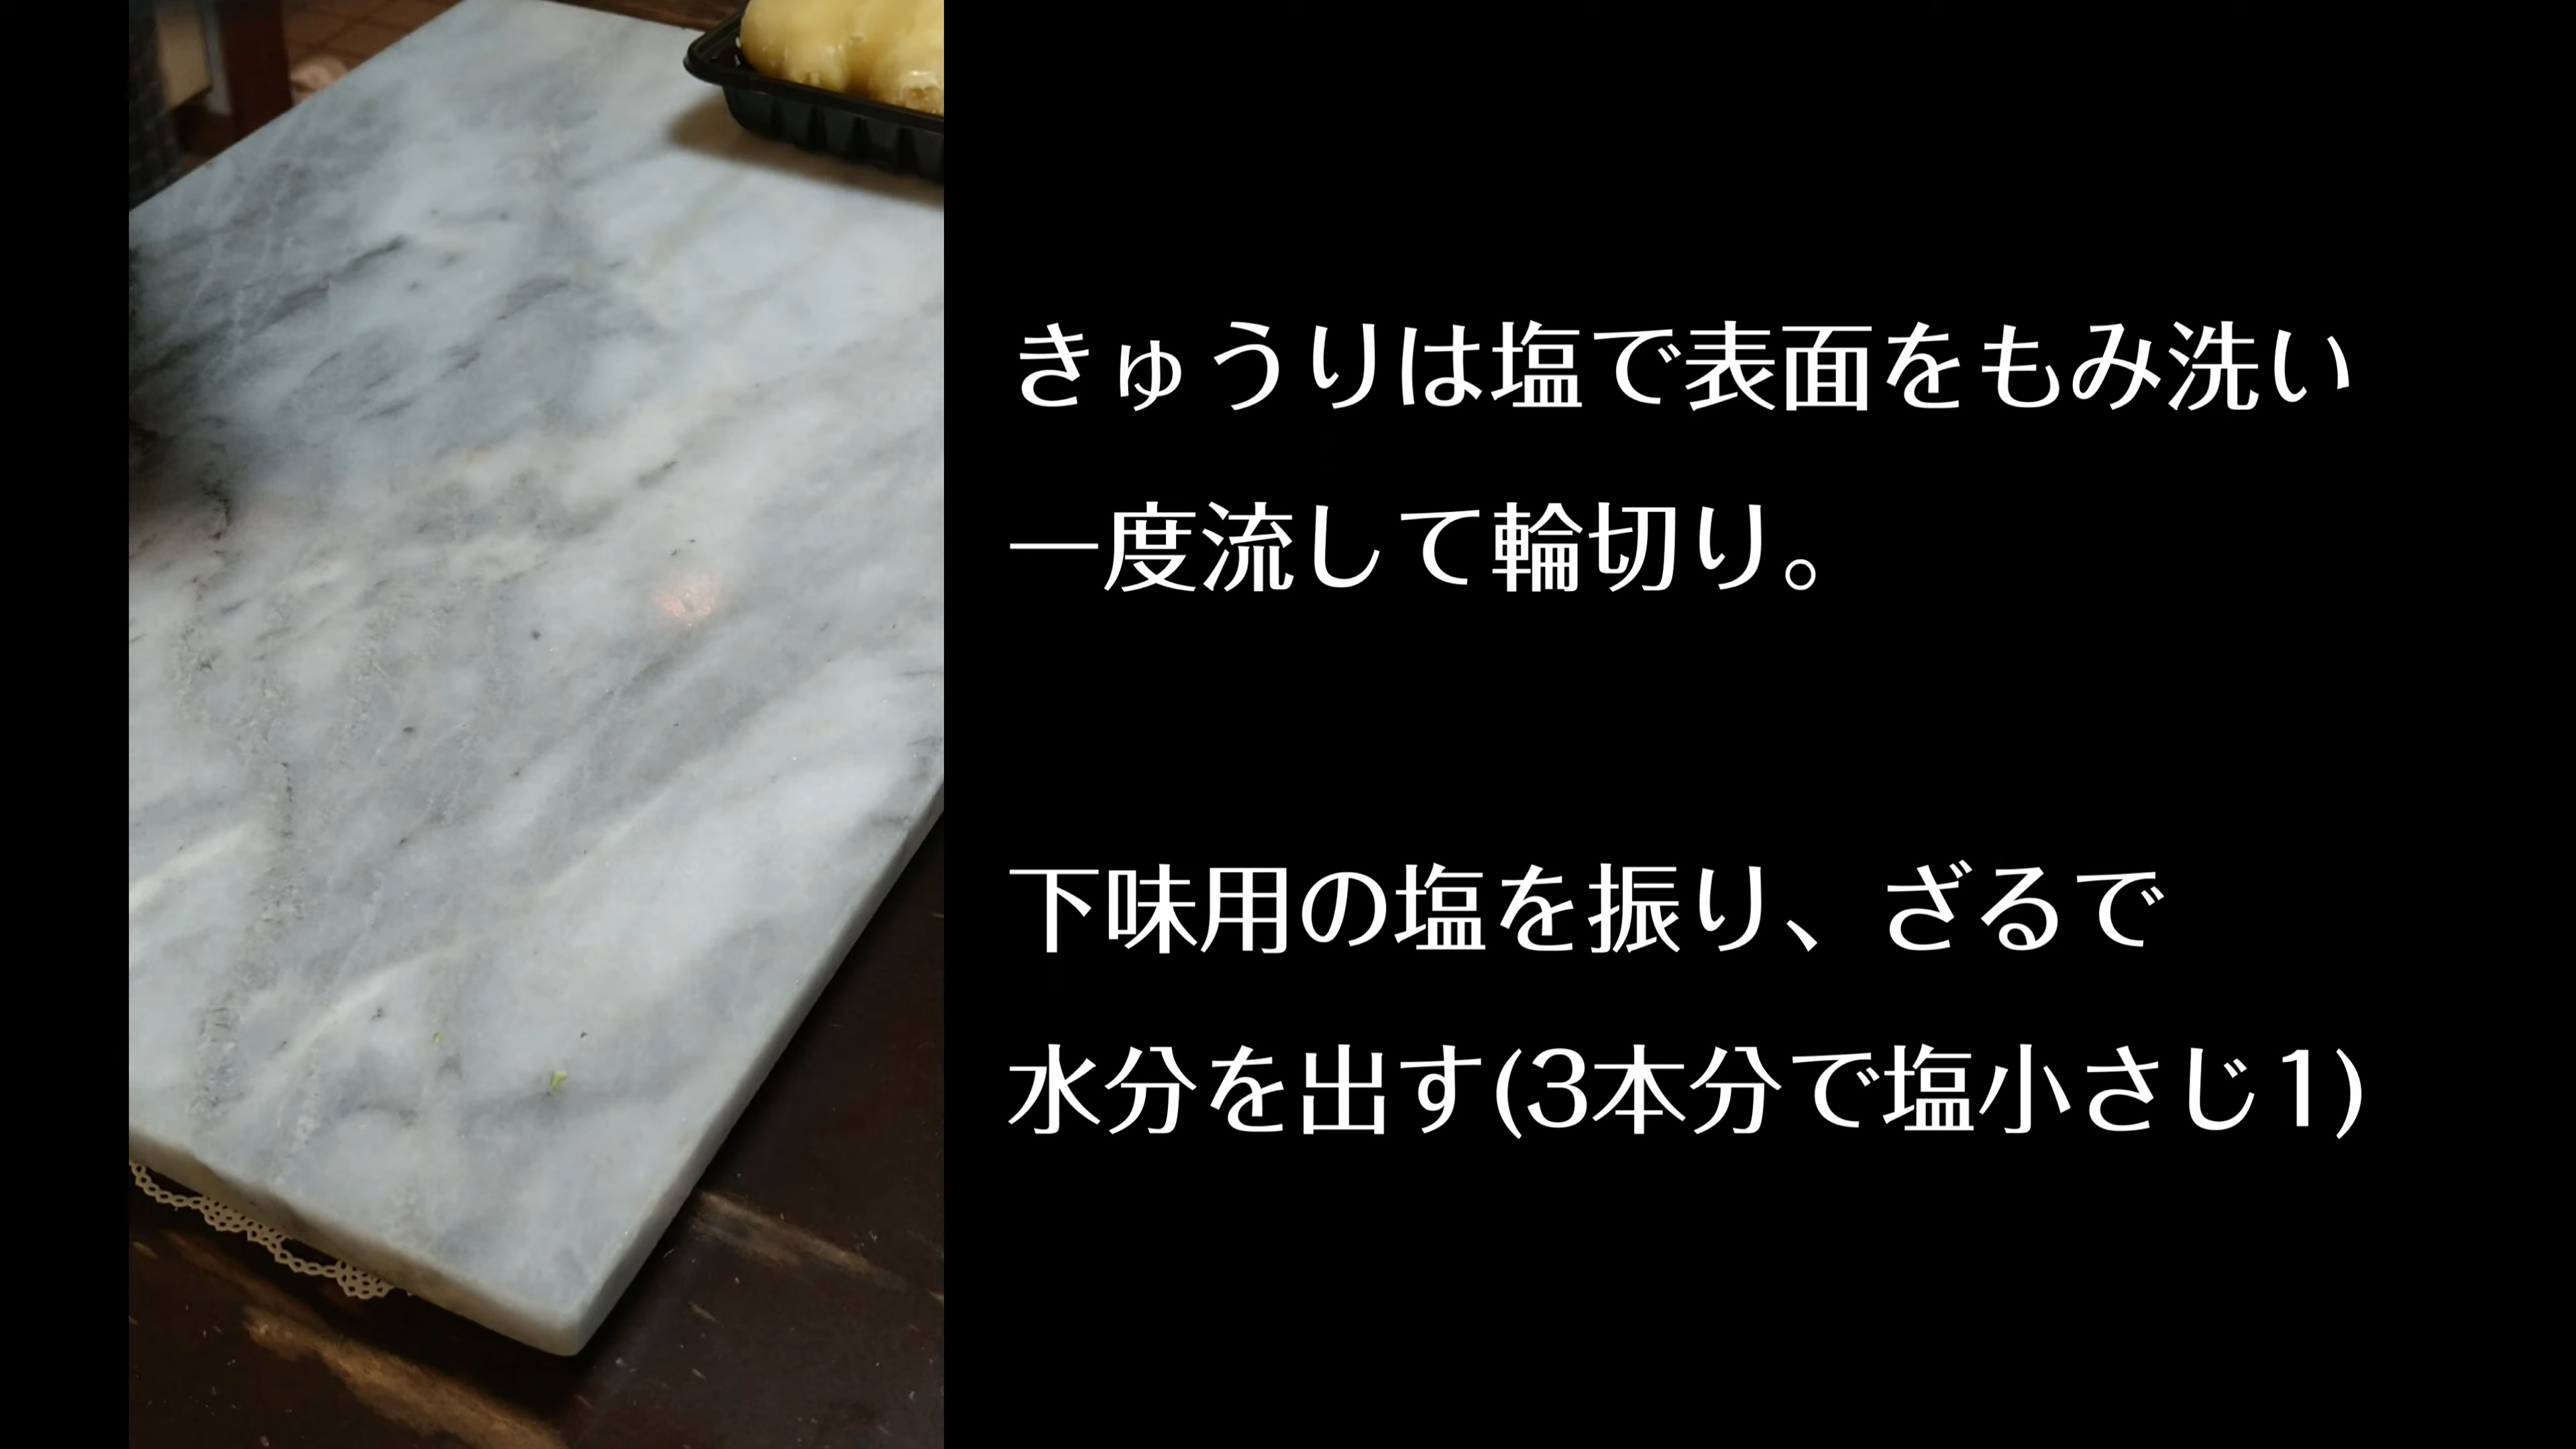 きゅうりは塩で表面をもみ洗い
一度流して輪切り。
下味用の塩を振り、ざるで
水分を出す(3本分で塩小さじ1)